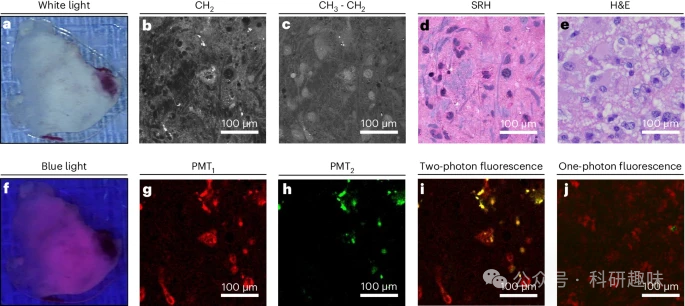 White light
CH2
CH3 - CH2
SRH
H&E
a
b
c
d
e
100 µm
100 µm
100 µm
100 µm
Blue light
PMT1
PMT2
Two-photon fluorescence
One-photon fluorescence
f
g
h
i
j
100 µm
100 µm
100 µm
100 µm
公众号 · 科研趣味